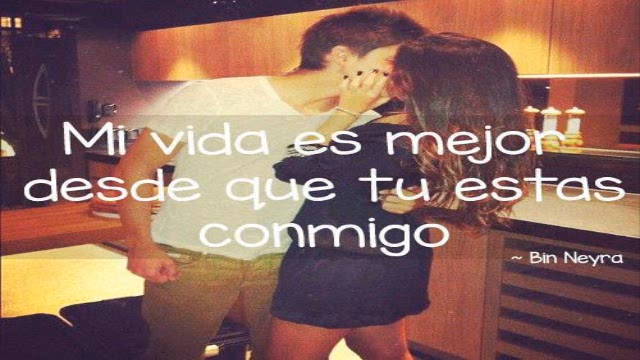 Mi vida es mejor
desde que tu estas
conmigo
~ Bin Neyra